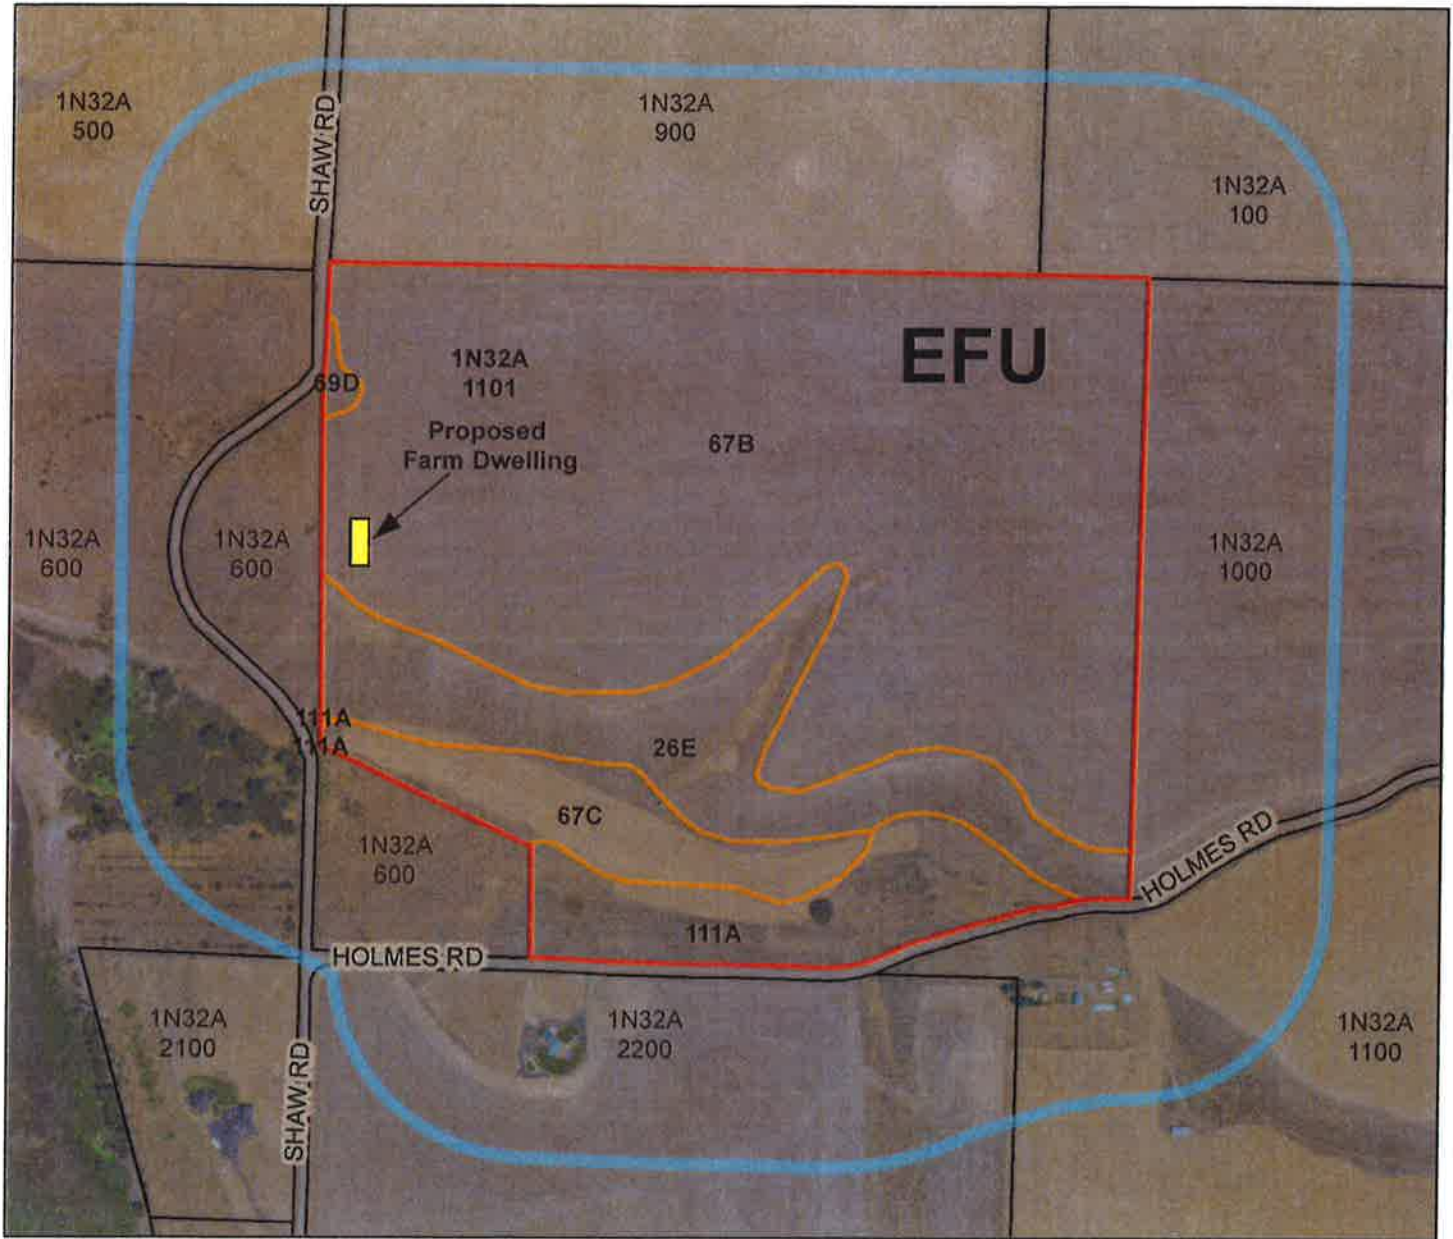 1N32A
500
SHAW RD
1N32A
900
1N32A
100
EFU
1N32A
1101
69D
Proposed
Farm Dwelling
67B
1N32A
600
1N32A
600
1N32A
1000
111A
111A
26E
67C
1N32A
600
HOLMES RD
111A
HOLMES RD
1N32A
2100
SHAW RD
1N32A
2200
1N32A
1100